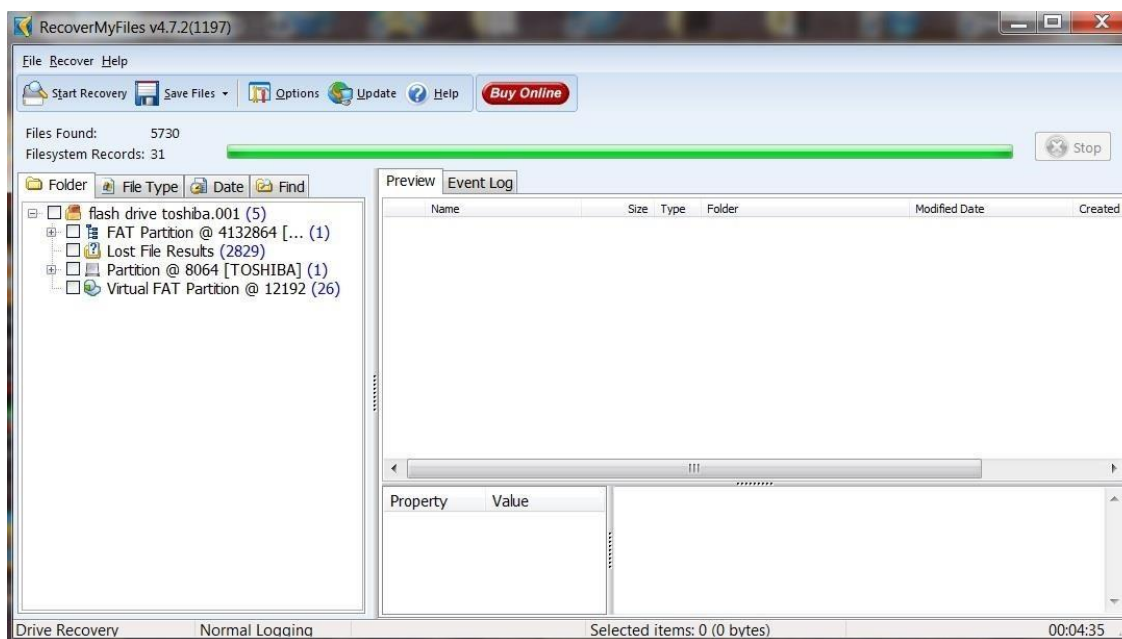 RecoverMyFiles v4.7.2(1197)
File Recover Help
Start Recovery Save Files Options Update Help Buy Online
Files Found: 5730
Filesystem Records: 31
Stop
Folder File Type Date Find
Preview Event Log
Name Size Type Folder Modified Date Created
flash drive toshiba.001 (5)
FAT Partition @ 4132864 [... (1)
Lost File Results (2829)
Partition @ 8064 [TOSHIBA] (1)
Virtual FAT Partition @ 12192 (26)
Property Value
Drive Recovery Normal Logging Selected items: 0 (0 bytes) 00:04:35